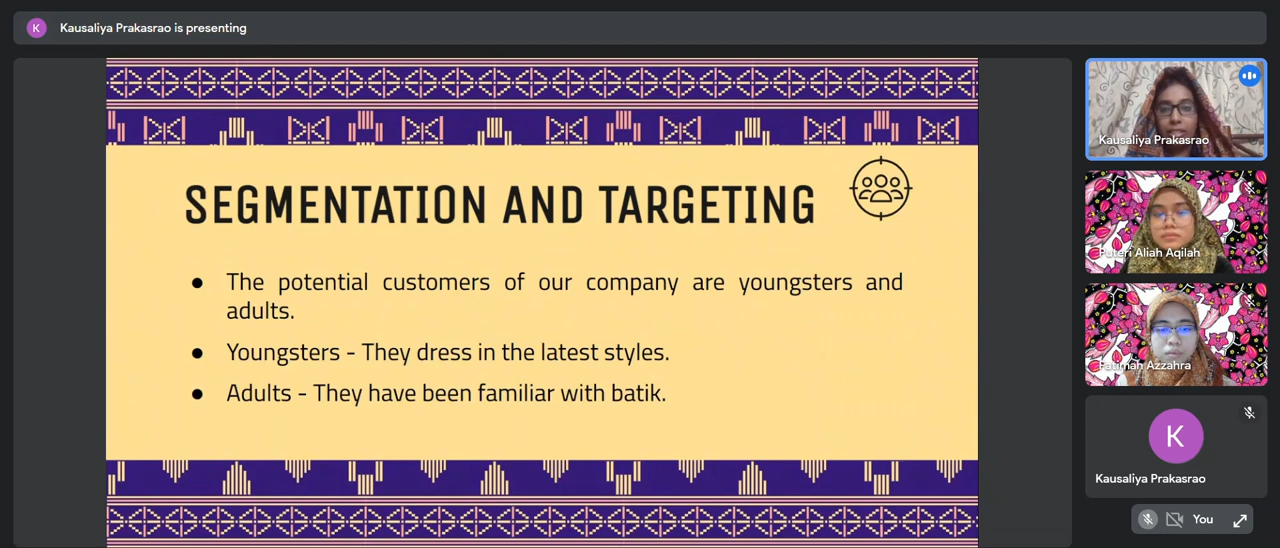 K
Kausaliya Prakasrao is presenting
SEGMENTATION AND TARGETING
● The potential customers of our company are youngsters and
adults.
● Youngsters - They dress in the latest styles.
● Adults - They have been familiar with batik.
Kausaliya Prakasrao
Puteri Aliah Aqilah
Fatimah Azzahra
K
Kausaliya Prakasrao
You